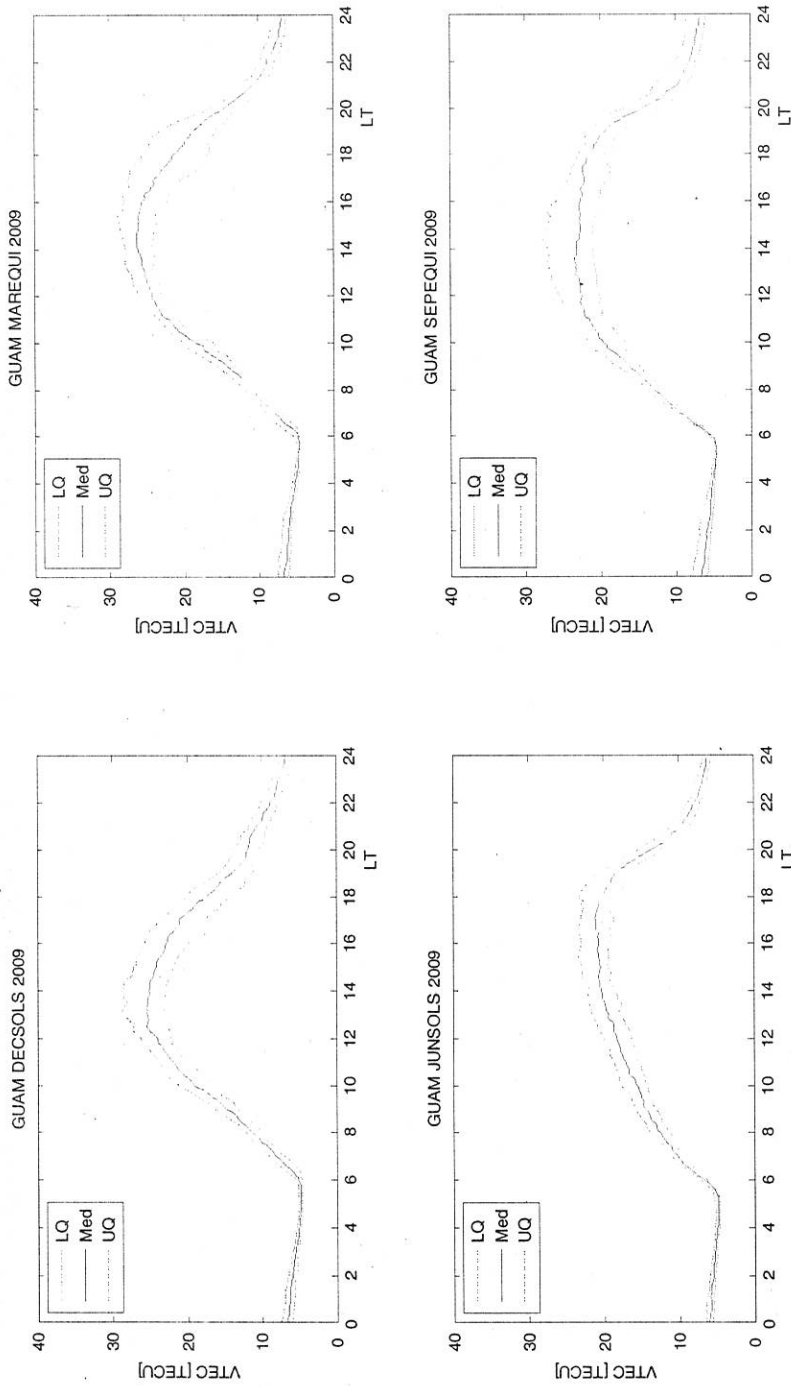 GUAM DECSOLS 2009
LQ
Med
UQ
VTEC [TECU]
40
30
20
10
0
0 2 4 6 8 10 12 14 16 18 20 22 24
LT
GUAM MAREQUI 2009
LQ
Med
UQ
VTEC [TECU]
40
30
20
10
0
0 2 4 6 8 10 12 14 16 18 20 22 24
LT
GUAM JUNSOLS 2009
LQ
Med
UQ
VTEC [TECU]
40
30
20
10
0
0 2 4 6 8 10 12 14 16 18 20 22 24
LT
GUAM SEPEQUI 2009
LQ
Med
UQ
VTEC [TECU]
40
30
20
10
0
0 2 4 6 8 10 12 14 16 18 20 22 24
LT